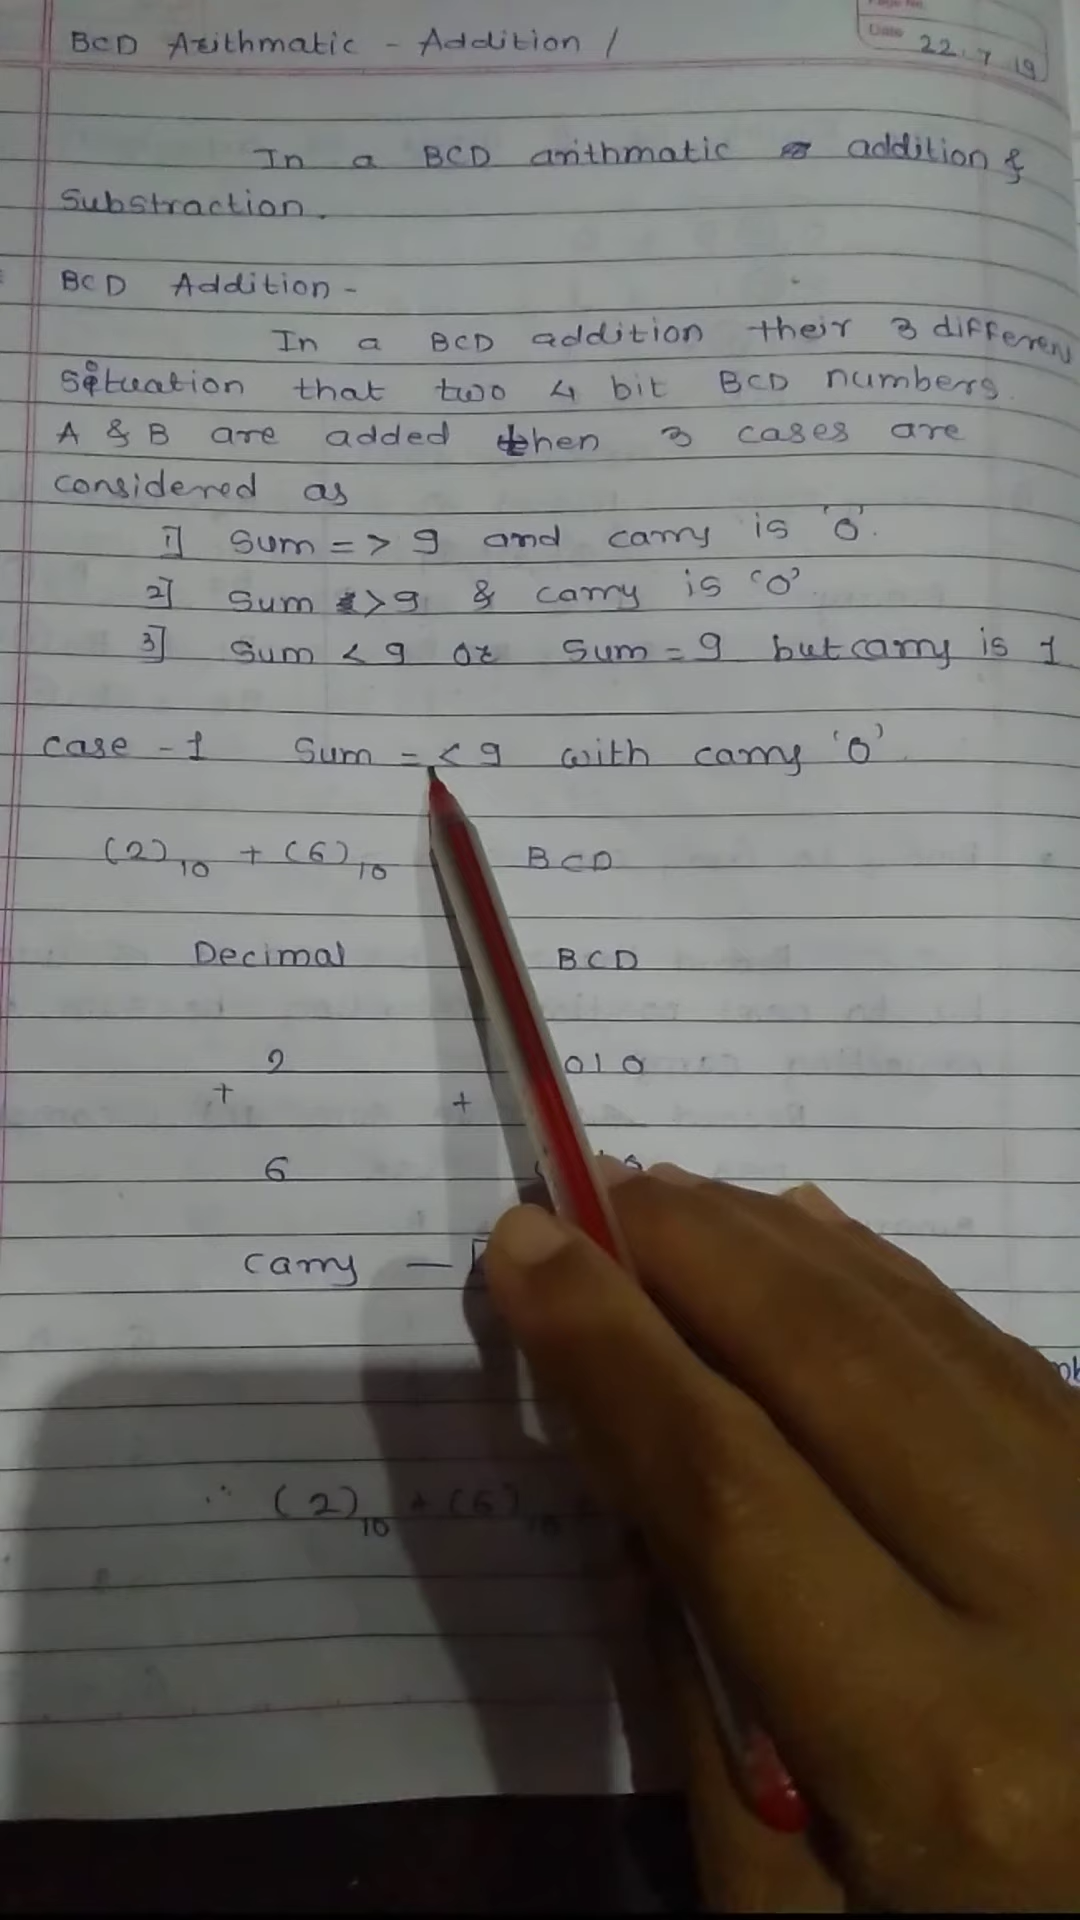 Page No.
Date 22.7.19
BCD Arithmatic - Addition /
In a BCD arithmatic addition &
Substraction.
BCD Addition -
In a BCD addition their 3 differen
Situation that two 4 bit BCD numbers.
A & B are added then 3 cases are
considered as
1] Sum = > 9 and carry is '0'.
2] Sum > 9 & carry is '0'
3] Sum < 9 or Sum = 9 but carry is 1
case - 1 Sum = < 9 with carry '0'
(2)10 + (6)10 BCD
Decimal BCD
2 010
+ +
6
Carry -
∴ (2)10 + (6)10